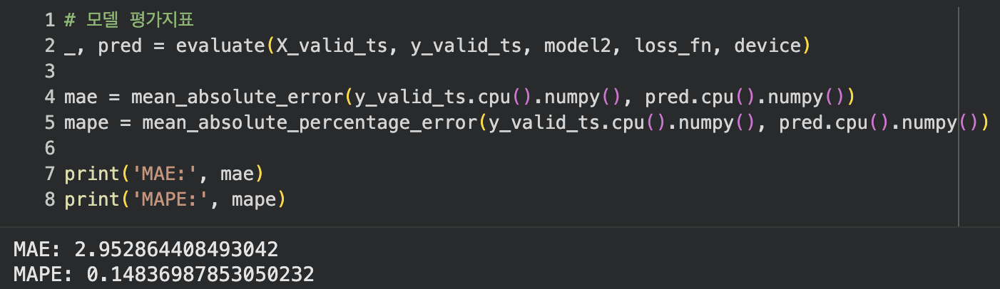 1 # 모델 평가지표
2 _, pred = evaluate(X_valid_ts, y_valid_ts, model2, loss_fn, device)
3
4 mae = mean_absolute_error(y_valid_ts.cpu().numpy(), pred.cpu().numpy())
5 mape = mean_absolute_percentage_error(y_valid_ts.cpu().numpy(), pred.cpu().numpy())
6
7 print('MAE:', mae)
8 print('MAPE:', mape)
MAE: 2.952864408493042
MAPE: 0.14836987853050232